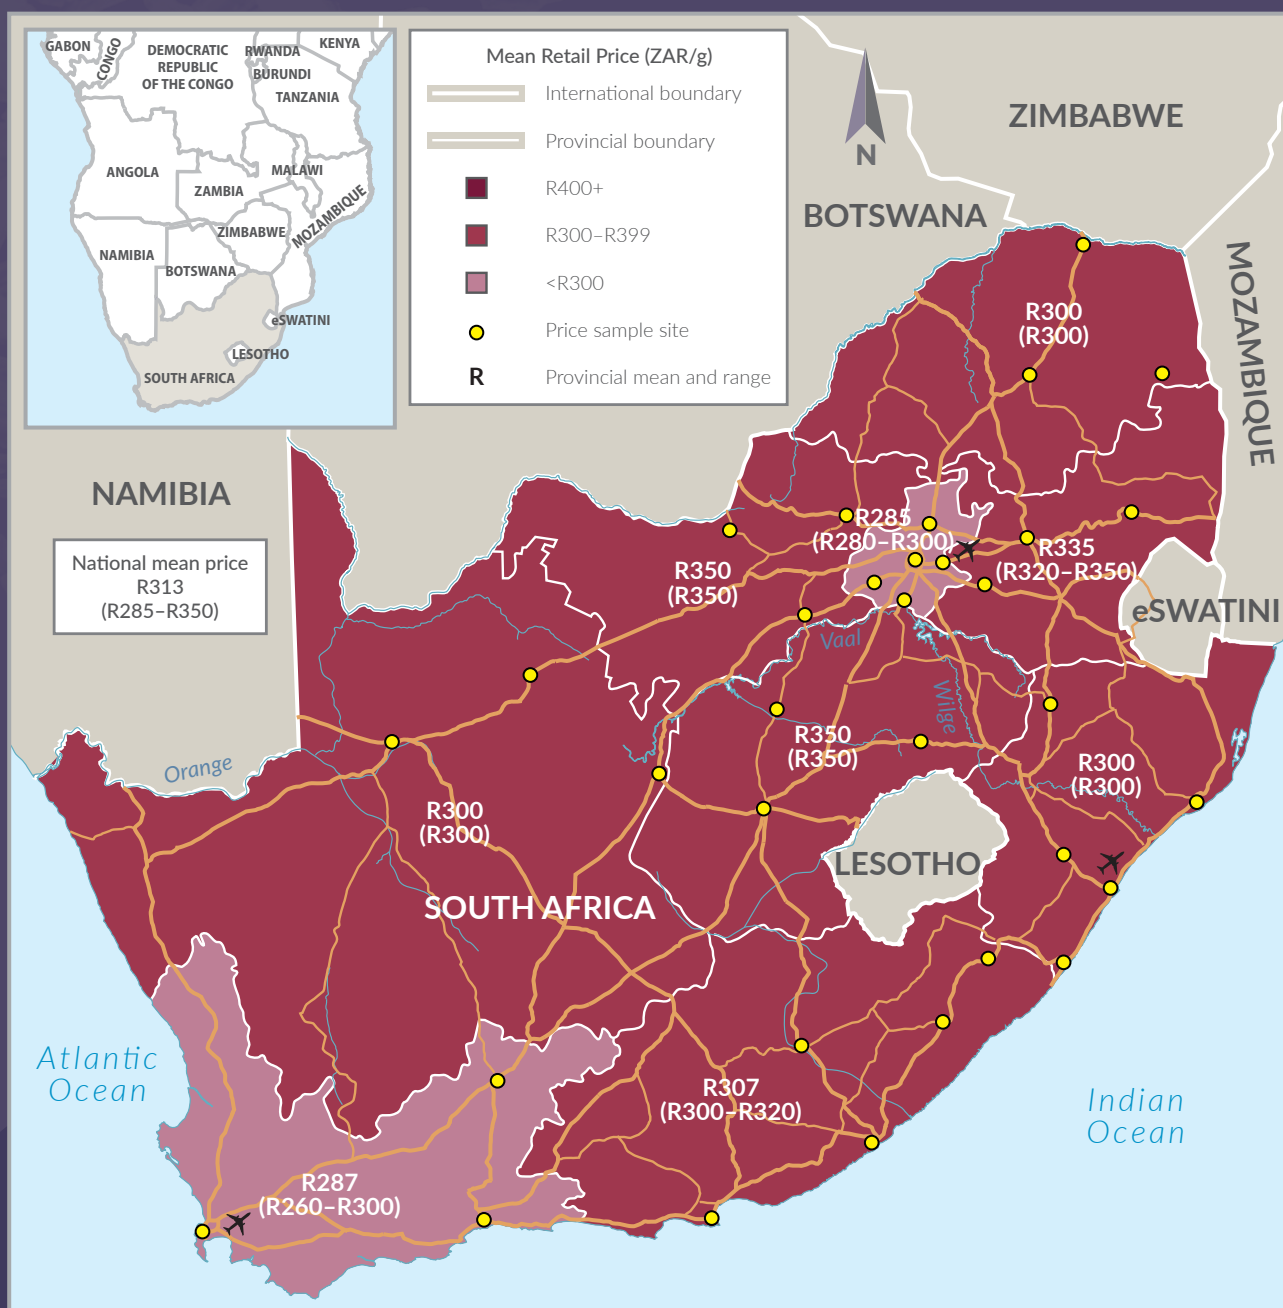 GABON
CONGO
DEMOCRATIC
REPUBLIC
OF THE CONGO
RWANDA
BURUNDI
KENYA
TANZANIA
ANGOLA
ZAMBIA
MALAWI
MOZAMBIQUE
ZIMBABWE
NAMIBIA
BOTSWANA
eSWATINI
LESOTHO
SOUTH AFRICA
Mean Retail Price (ZAR/g)
International boundary
Provincial boundary
R400+
R300–R399
<R300
Price sample site
R Provincial mean and range
N
ZIMBABWE
BOTSWANA
MOZAMBIQUE
NAMIBIA
National mean price
R313
(R285–R350)
R300
(R300)
R285
(R280–R300)
R335
(R320–R350)
R350
(R350)
eSWATINI
Vaal
Wilge
R350
(R350)
R300
(R300)
Orange
R300
(R300)
LESOTHO
SOUTH AFRICA
Atlantic
Ocean
R307
(R300–R320)
Indian
Ocean
R287
(R260–R300)